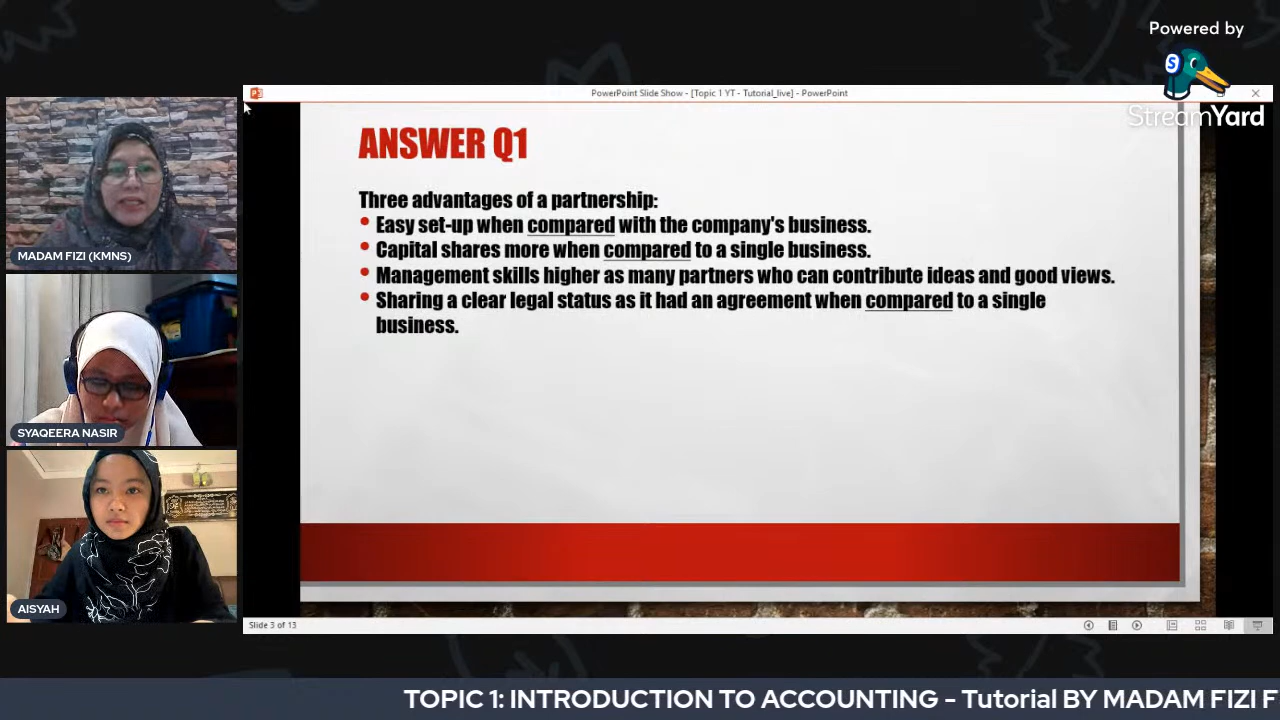 Powered by
StreamYard
PowerPoint Slide Show - [Topic 1 YT - Tutorial_live] - PowerPoint
ANSWER Q1
Three advantages of a partnership:
Easy set-up when compared with the company's business.
Capital shares more when compared to a single business.
Management skills higher as many partners who can contribute ideas and good views.
Sharing a clear legal status as it had an agreement when compared to a single
business.
MADAM FIZI (KMNS)
SYAQEERA NASIR
AISYAH
Slide 3 of 13
TOPIC 1: INTRODUCTION TO ACCOUNTING - Tutorial BY MADAM FIZI F